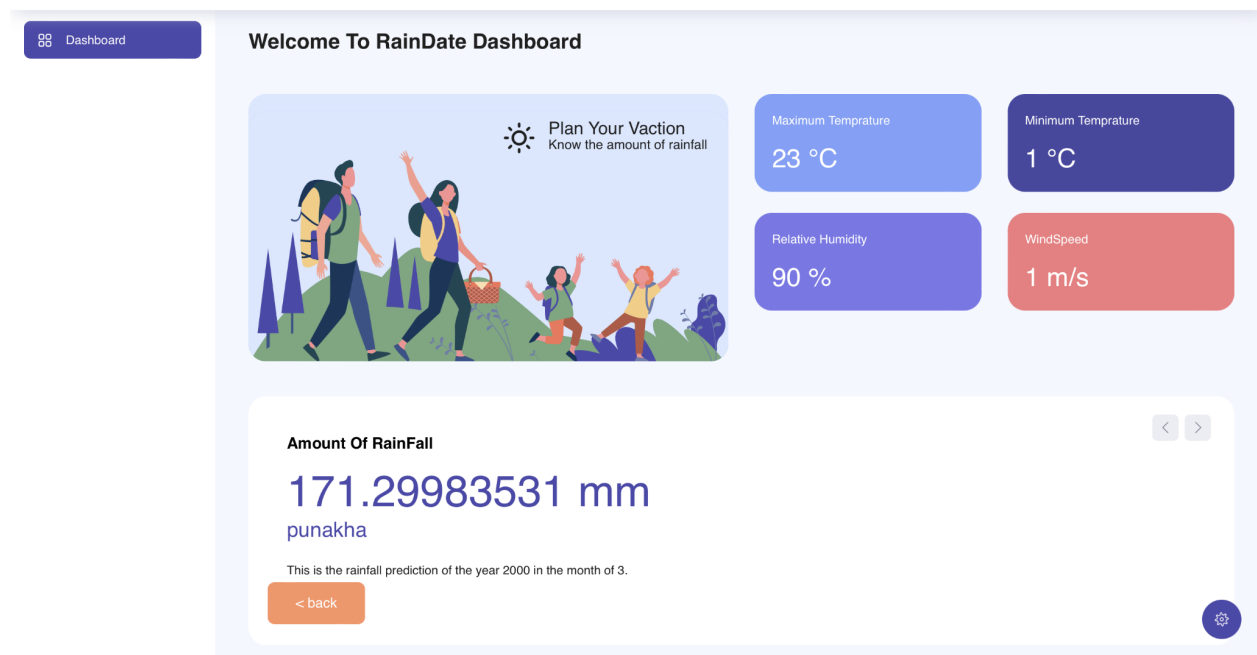 Dashboard
Welcome To RainDate Dashboard
Plan Your Vaction
Know the amount of rainfall
Maximum Temprature
23 °C
Minimum Temprature
1 °C
Relative Humidity
90 %
WindSpeed
1 m/s
Amount Of RainFall
171.29983531 mm
punakha
This is the rainfall prediction of the year 2000 in the month of 3.
< back